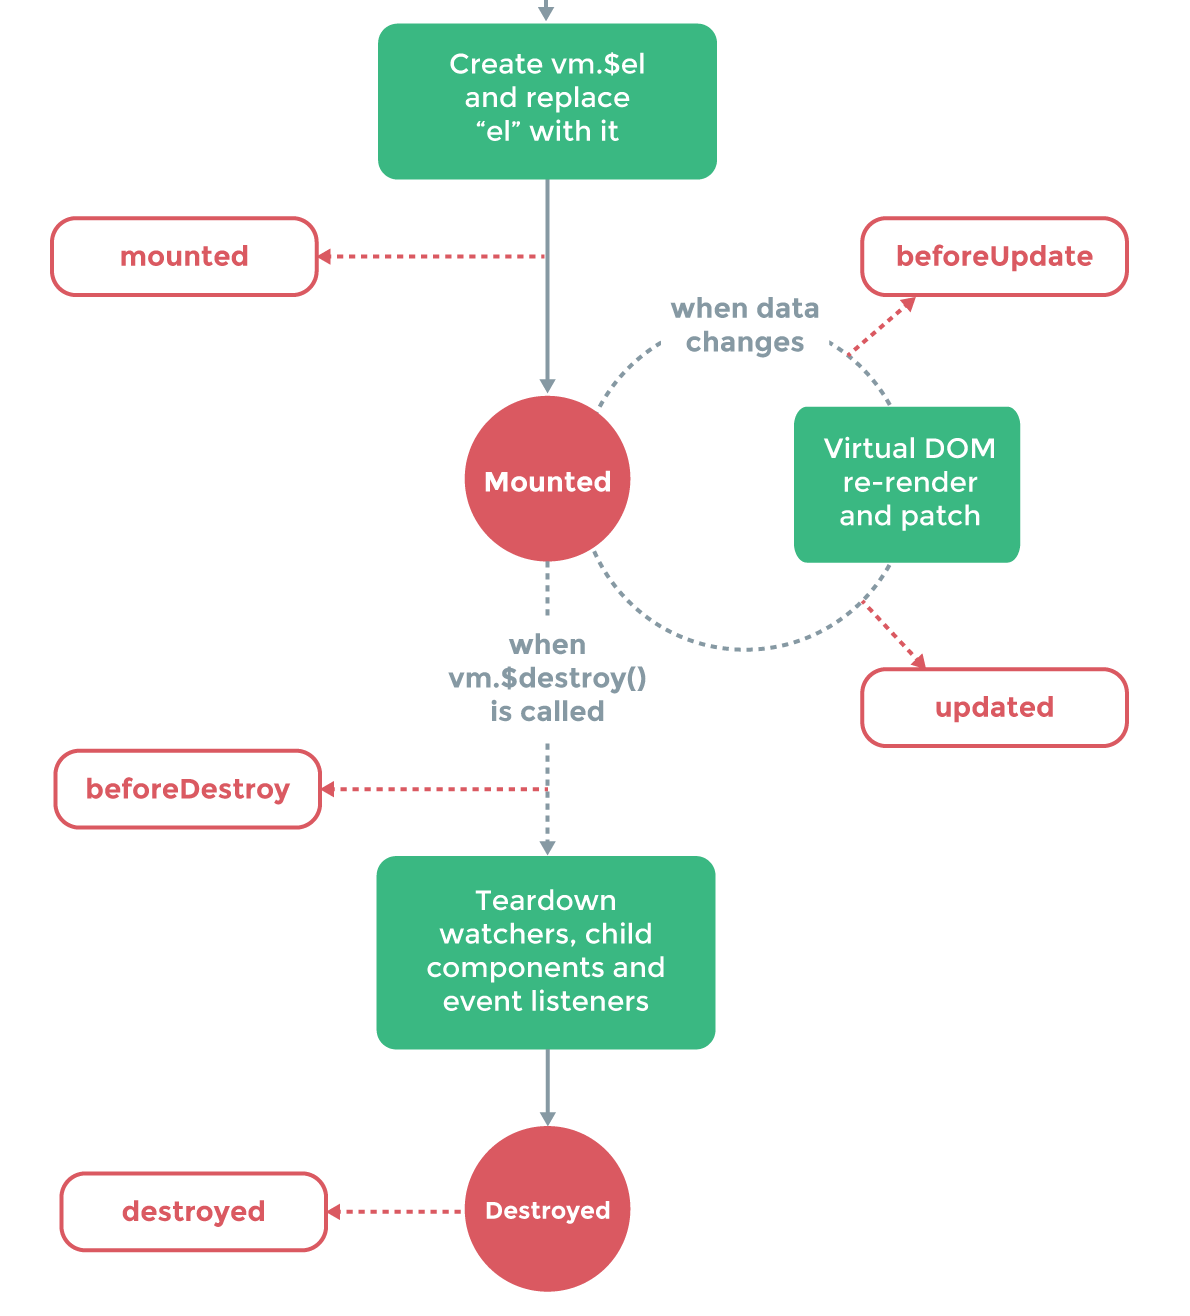 Create vm.$el
and replace
“el” with it
mounted
beforeUpdate
when data
changes
Mounted
Virtual DOM
re-render
and patch
when
vm.$destroy()
is called
updated
beforeDestroy
Teardown
watchers, child
components and
event listeners
destroyed
Destroyed